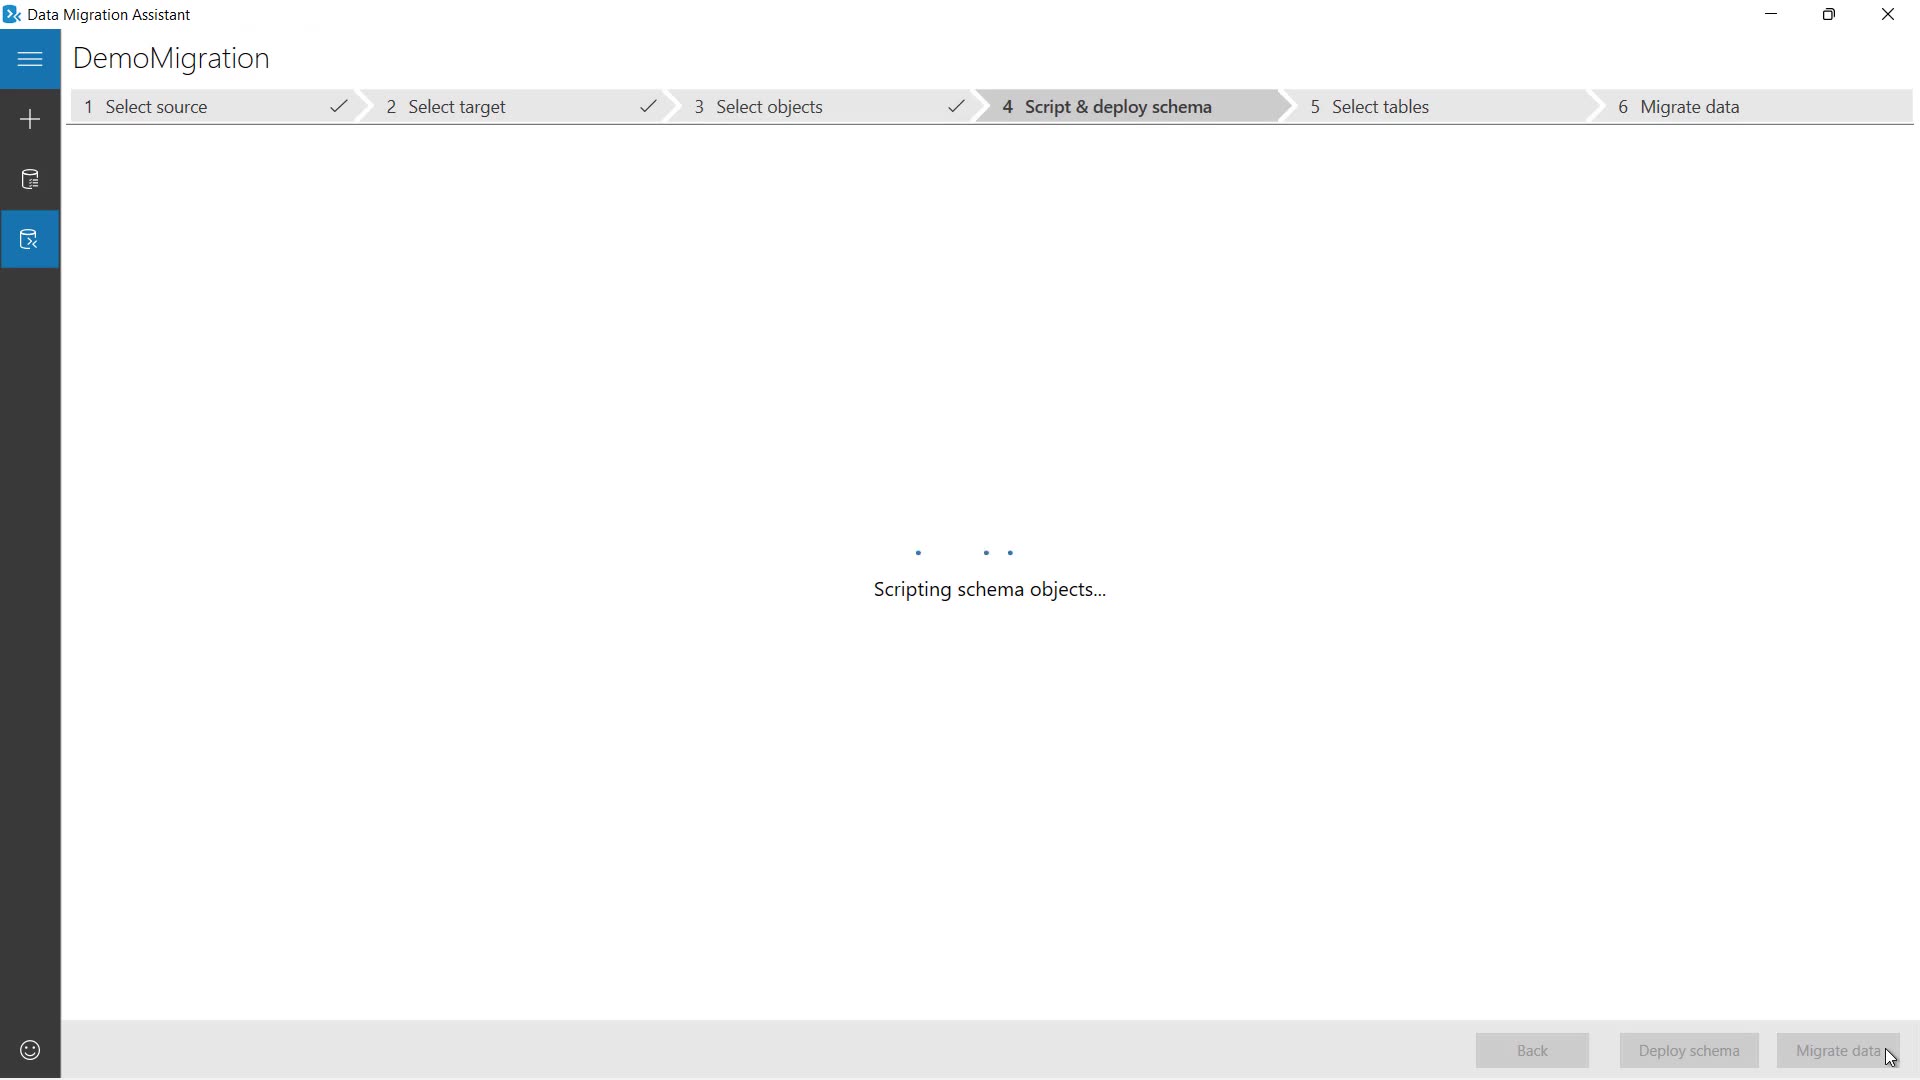 Data Migration Assistant
DemoMigration
1 Select source
2 Select target
3 Select objects
4 Script & deploy schema
5 Select tables
6 Migrate data
Scripting schema objects...
Back
Deploy schema
Migrate data